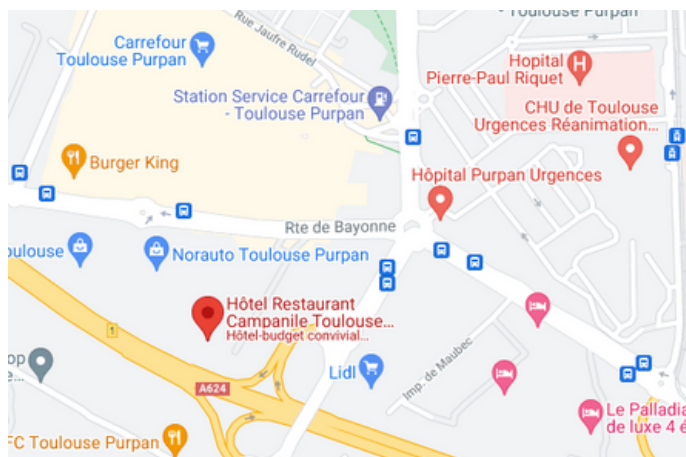 - Toulouse Purpan
Rue Jaufre Rudel
Carrefour
Toulouse Purpan
Hopital
Pierre-Paul Riquet
H
Station Service Carrefour
- Toulouse Purpan
CHU de Toulouse
Urgences Réanimation...
Burger King
Hôpital Purpan Urgences
Rte de Bayonne
oulouse
Norauto Toulouse Purpan
Hôtel Restaurant
Campanile Toulouse...
Hôtel-budget convivial...
1
op
e...
Lidl
Imp. de Maubec
A624
Le Palladia
de luxe 4 é
FC Toulouse Purpan